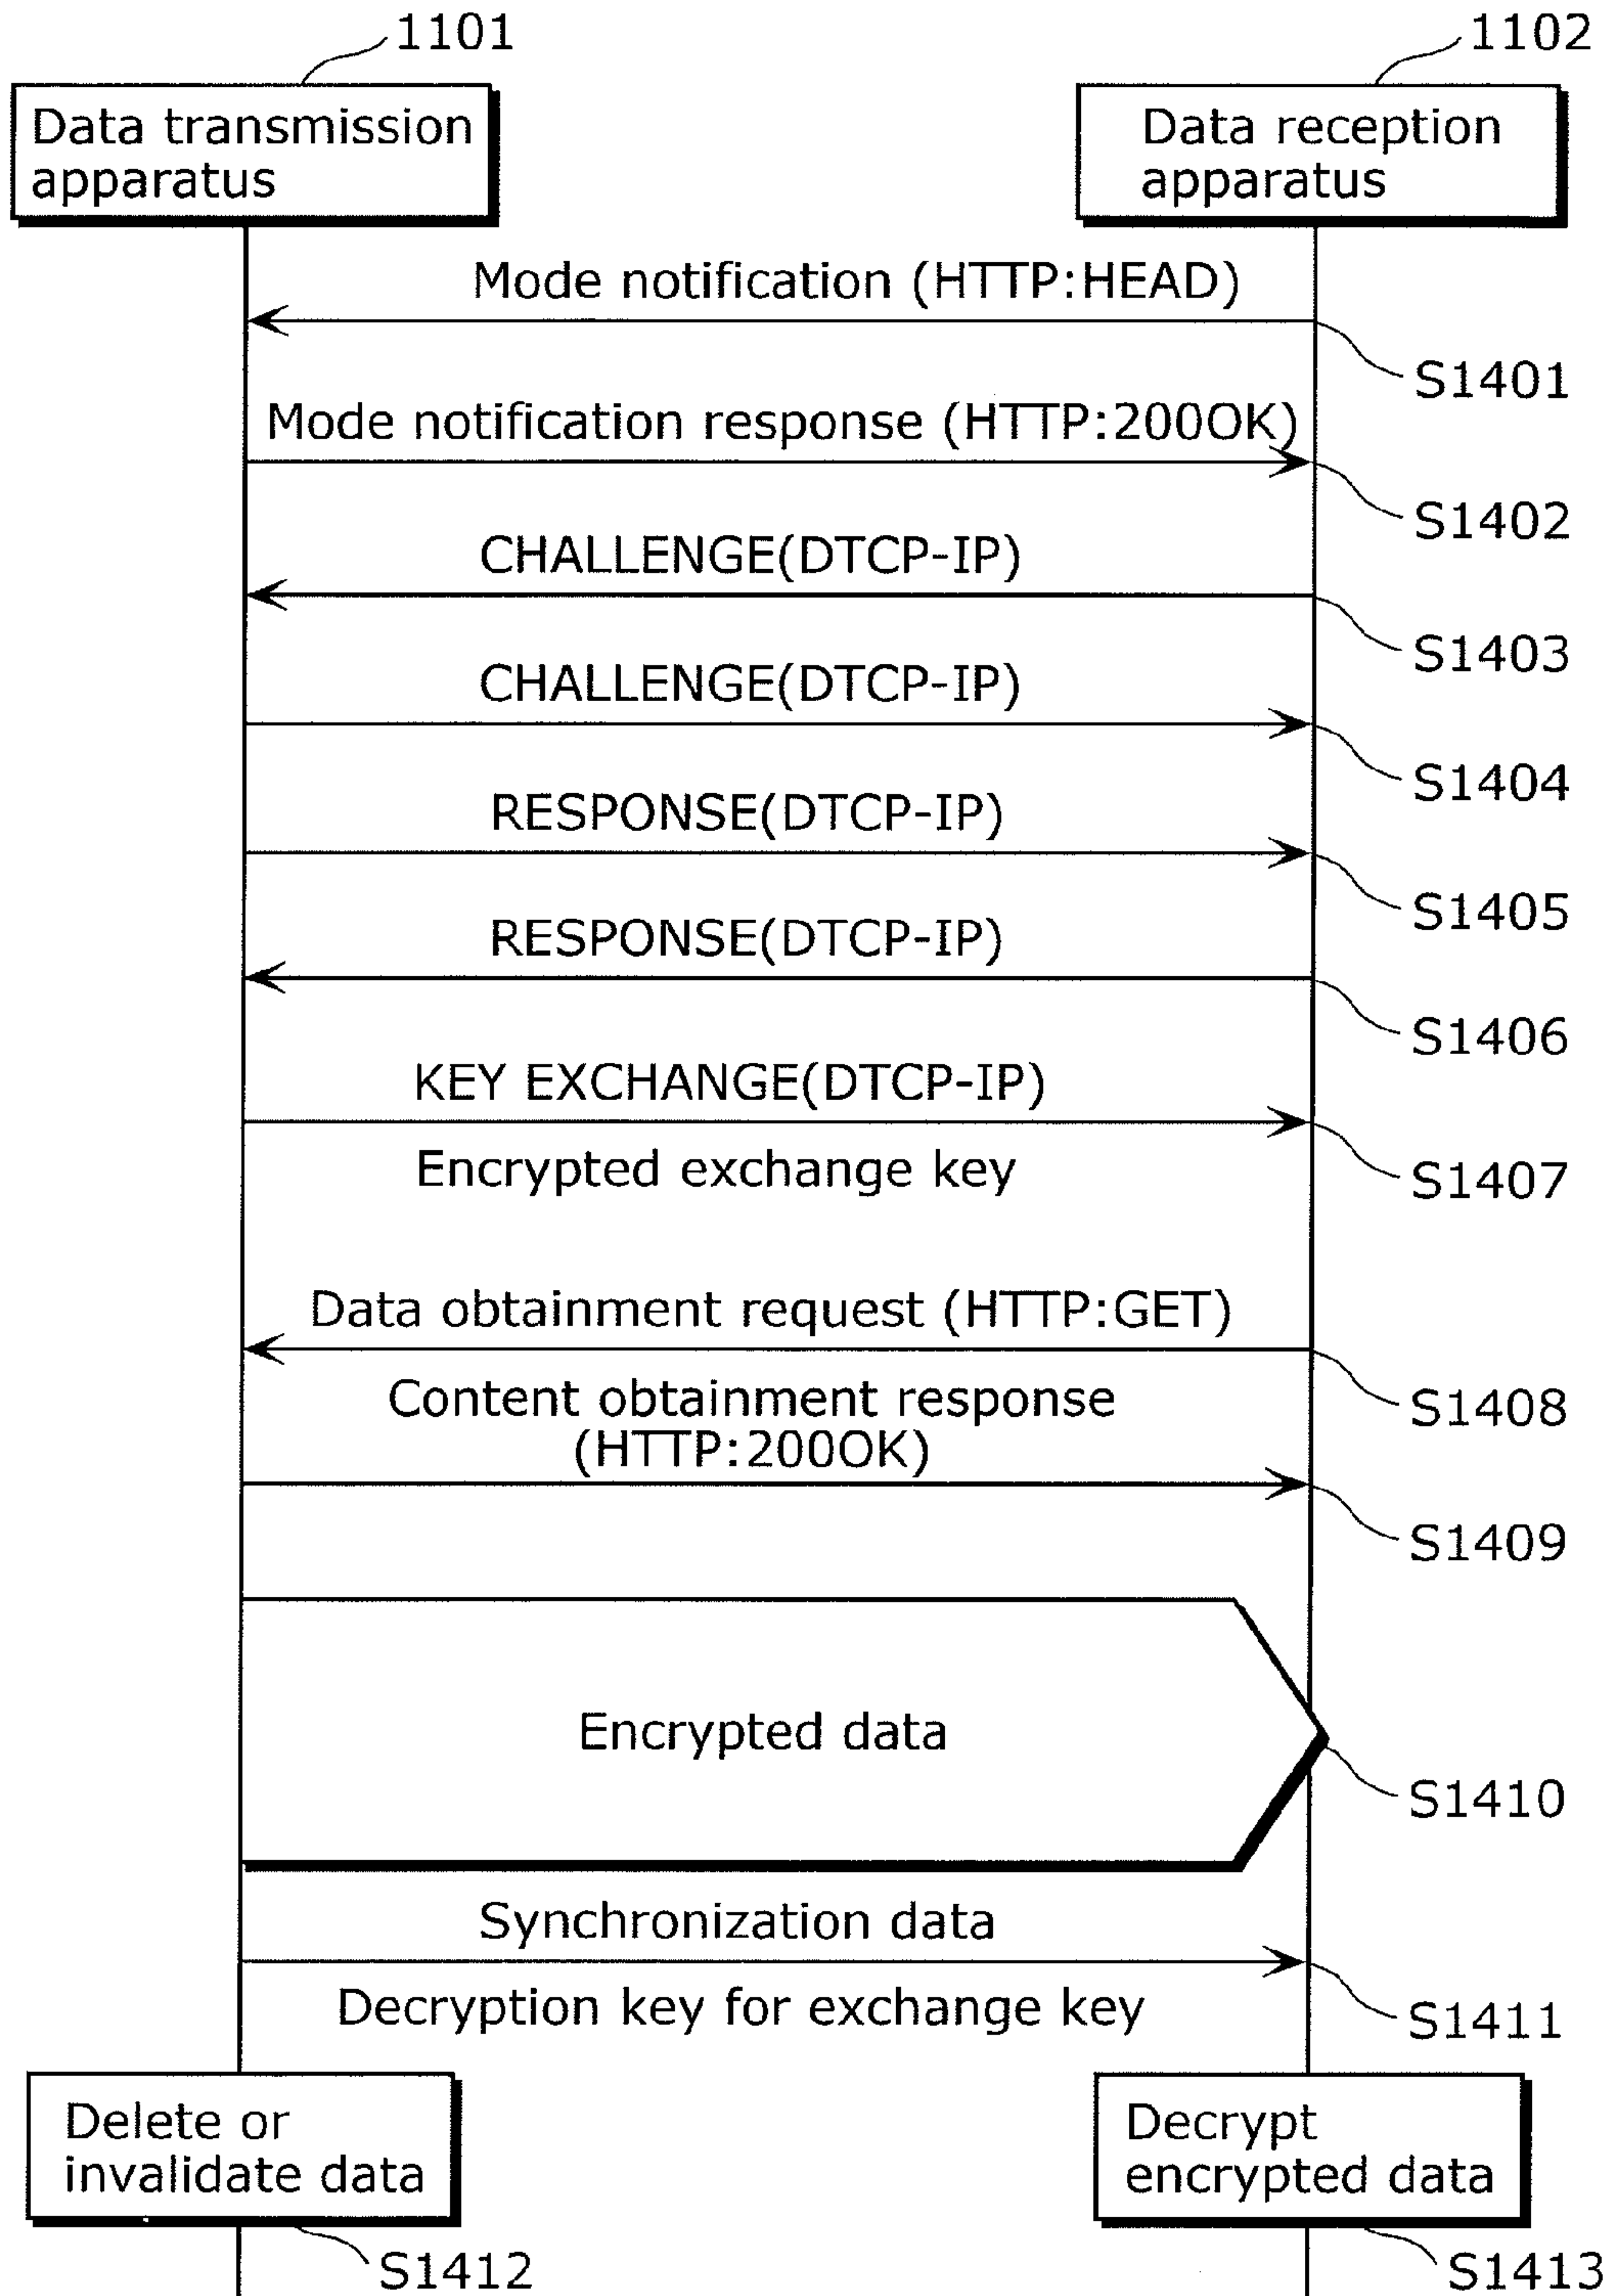 1101
1102
Data transmission
apparatus
Data reception
apparatus
Mode notification (HTTP:HEAD)
S1401
Mode notification response (HTTP:200OK)
S1402
CHALLENGE(DTCP-IP)
S1403
CHALLENGE(DTCP-IP)
S1404
RESPONSE(DTCP-IP)
S1405
RESPONSE(DTCP-IP)
S1406
KEY EXCHANGE(DTCP-IP)
Encrypted exchange key
S1407
Data obtainment request (HTTP:GET)
S1408
Content obtainment response
(HTTP:200OK)
S1409
Encrypted data
S1410
Synchronization data
Decryption key for exchange key
S1411
Delete or
invalidate data
Decrypt
encrypted data
S1412
S1413